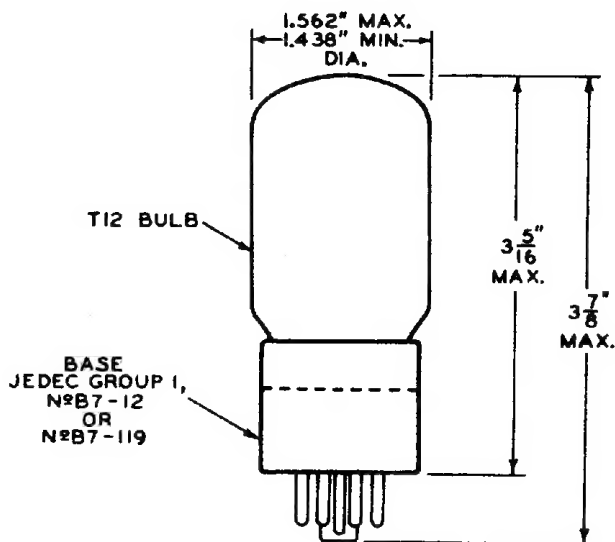 1.562" MAX.
1.438" MIN.
DIA.
T12 BULB
3 5/16"
MAX.
3 7/8"
MAX.
BASE
JEDEC GROUP 1,
NºB7-12
OR
NºB7-119